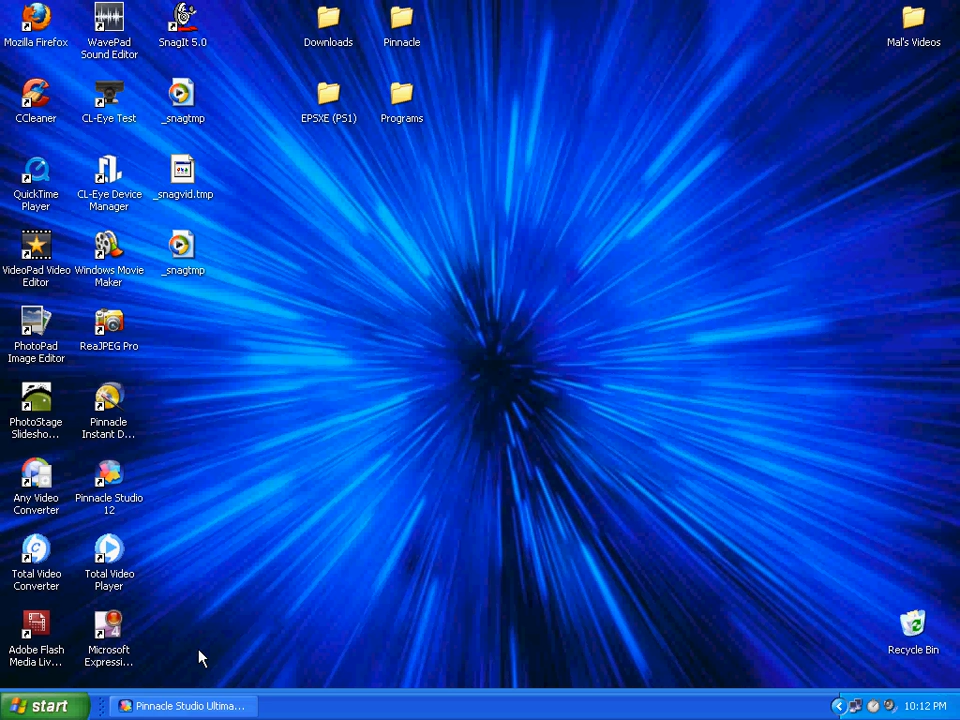 Mozilla Firefox
WavePad
Sound Editor
SnagIt 5.0
Downloads
Pinnacle
Mal's Videos
CCleaner
CL-Eye Test
_snagtmp
EPSXE (PS1)
Programs
QuickTime
Player
CL-Eye Device
Manager
_snagvid.tmp
VideoPad Video
Editor
Windows Movie
Maker
_snagtmp
PhotoPad
Image Editor
ReaJPEG Pro
PhotoStage
Slidesho...
Pinnacle
Instant D...
Any Video
Converter
Pinnacle Studio
12
Total Video
Converter
Total Video
Player
Adobe Flash
Media Liv...
Microsoft
Expressi...
Recycle Bin
start
Pinnacle Studio Ultima...
10:12 PM